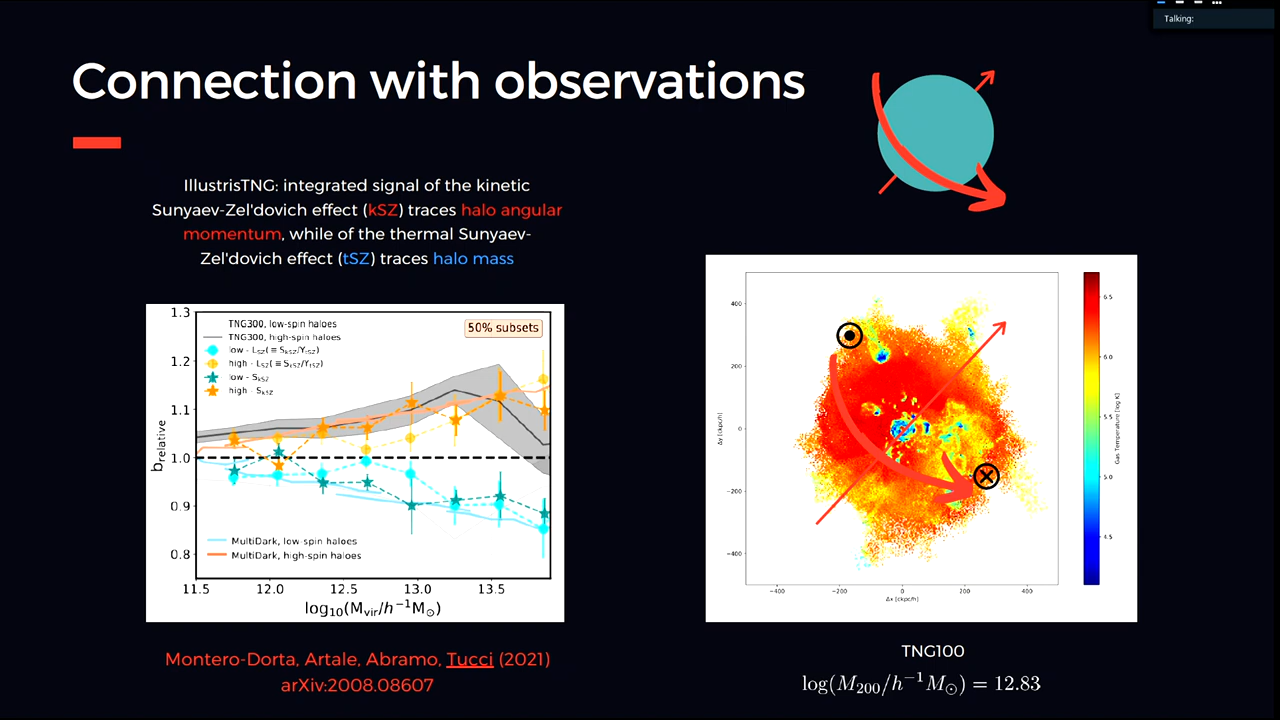 Talking:
Connection with observations
IllustrisTNG: integrated signal of the kinetic
Sunyaev-Zel'dovich effect (kSZ) traces halo angular
momentum, while of the thermal Sunyaev-
Zel'dovich effect (tSZ) traces halo mass
1.3
1.2
1.1
1.0
0.9
0.8
b_relative
TNG300, low-spin haloes
TNG300, high-spin haloes
low - L_SZ(≡S_kSZ/Y_tSZ)
high - L_SZ(≡S_kSZ/Y_tSZ)
low - S_kSZ
high - S_kSZ
50% subsets
MultiDark, low-spin haloes
MultiDark, high-spin haloes
11.5 12.0 12.5 13.0 13.5
log₁₀(M_vir/h⁻¹M_⊙)
Montero-Dorta, Artale, Abramo, Tucci (2021)
arXiv:2008.08607
400
200
0
−200
−400
Δy [ckpc/h]
−400 −200 0 200 400
Δx [ckpc/h]
6.5
6.0
5.5
5.0
4.5
Gas Temperature [log K]
TNG100
log(M₂₀₀/h⁻¹M_⊙) = 12.83